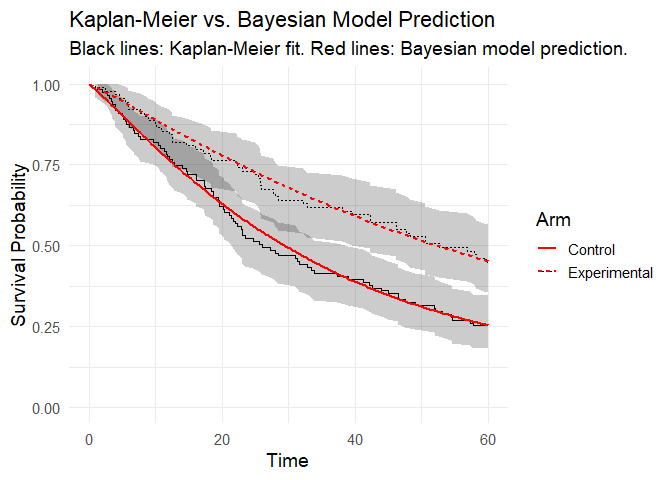 Kaplan-Meier vs. Bayesian Model Prediction
Black lines: Kaplan-Meier fit. Red lines: Bayesian model prediction.
1.00
0.75
0.50
0.25
0.00
Survival Probability
0
20
40
60
Time
Arm
Control
Experimental